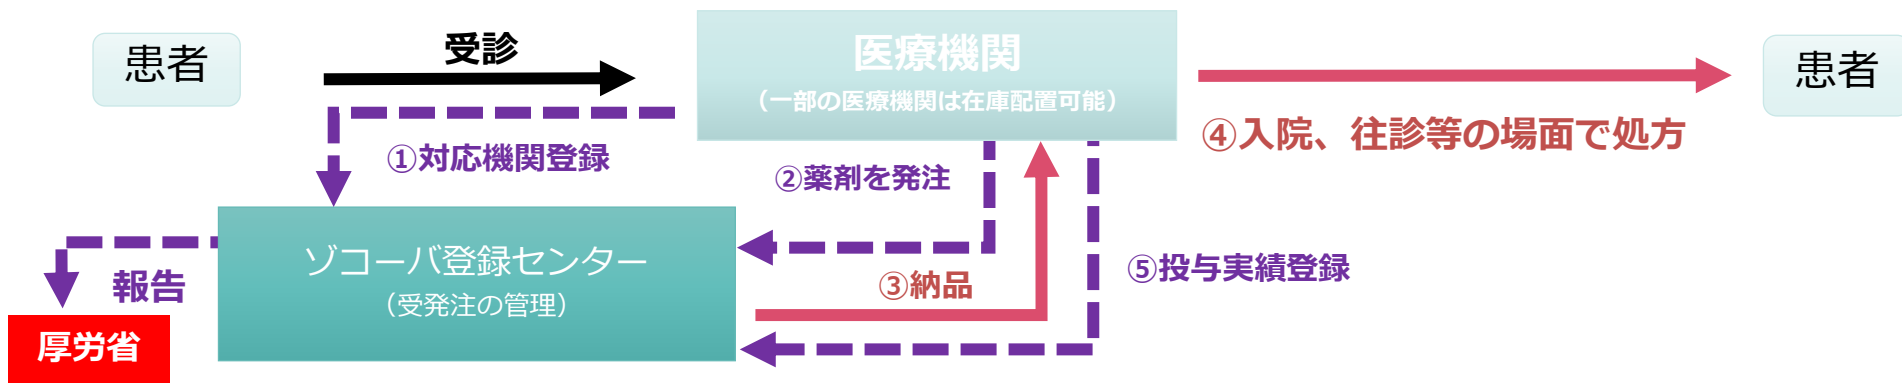 患者
受診
医療機関
（一部の医療機関は在庫配置可能）
患者
④入院、往診等の場面で処方
①対応機関登録
②薬剤を発注
ゾコーバ登録センター
（受発注の管理）
③納品
⑤投与実績登録
報告
厚労省